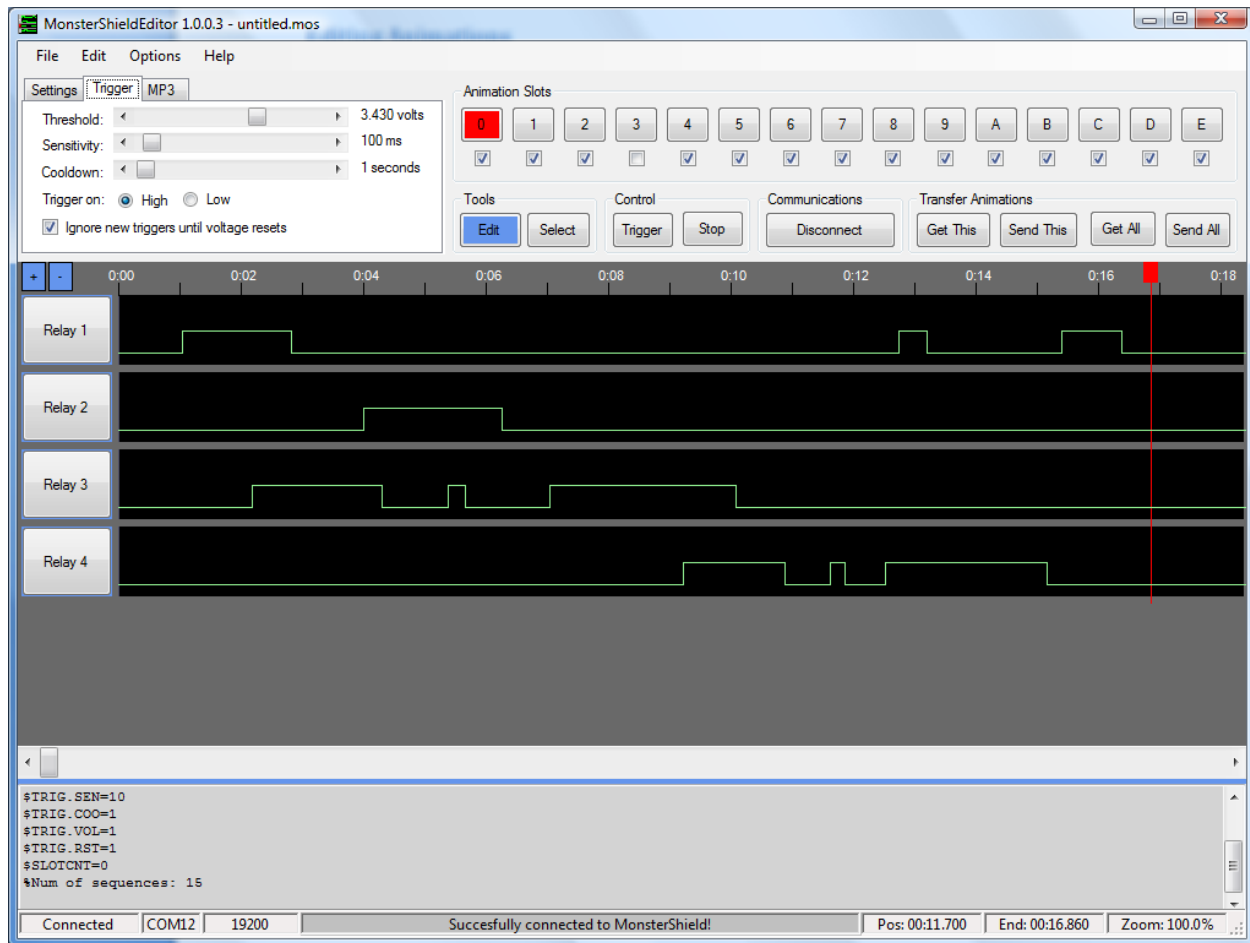 MonsterShieldEditor 1.0.0.3 - untitled.mos
File Edit Options Help
Settings Trigger MP3
Threshold: 3.430 volts
Sensitivity: 100 ms
Cooldown: 1 seconds
Trigger on: High Low
Ignore new triggers until voltage resets
Animation Slots
0 1 2 3 4 5 6 7 8 9 A B C D E
Tools
Edit Select
Control
Trigger Stop
Communications
Disconnect
Transfer Animations
Get This Send This Get All Send All
+ - 0:00 0:02 0:04 0:06 0:08 0:10 0:12 0:14 0:16 0:18
Relay 1
Relay 2
Relay 3
Relay 4
$TRIG.SEN=10
$TRIG.COO=1
$TRIG.VOL=1
$TRIG.RST=1
$SLOTCNT=0
%Num of sequences: 15
Connected COM12 19200 Succesfully connected to MonsterShield! Pos: 00:11.700 End: 00:16.860 Zoom: 100.0%